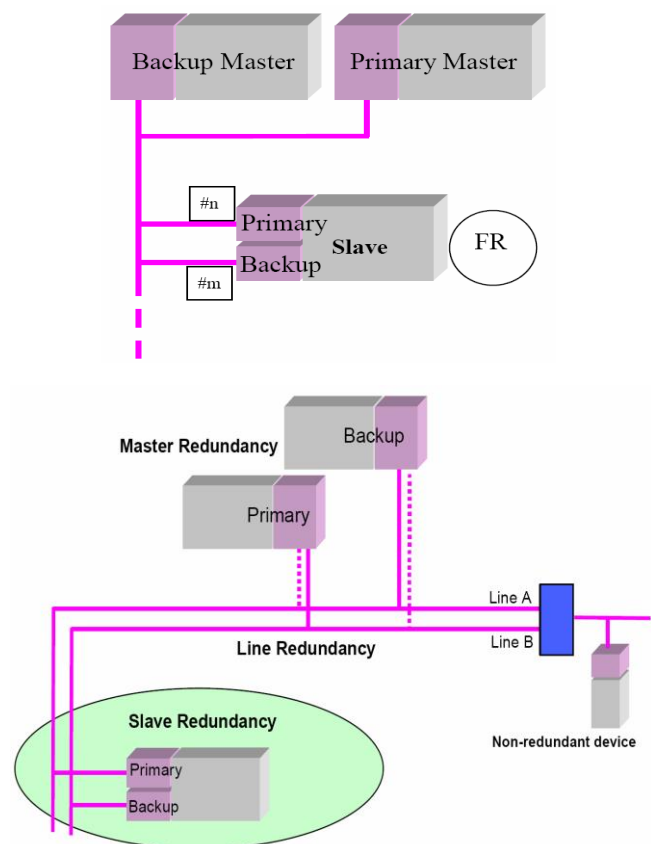 Backup Master
Primary Master
#n
Primary
Slave
FR
Backup
#m
Backup
Master Redundancy
Primary
Line A
Line B
Line Redundancy
Slave Redundancy
Non-redundant device
Primary
Backup